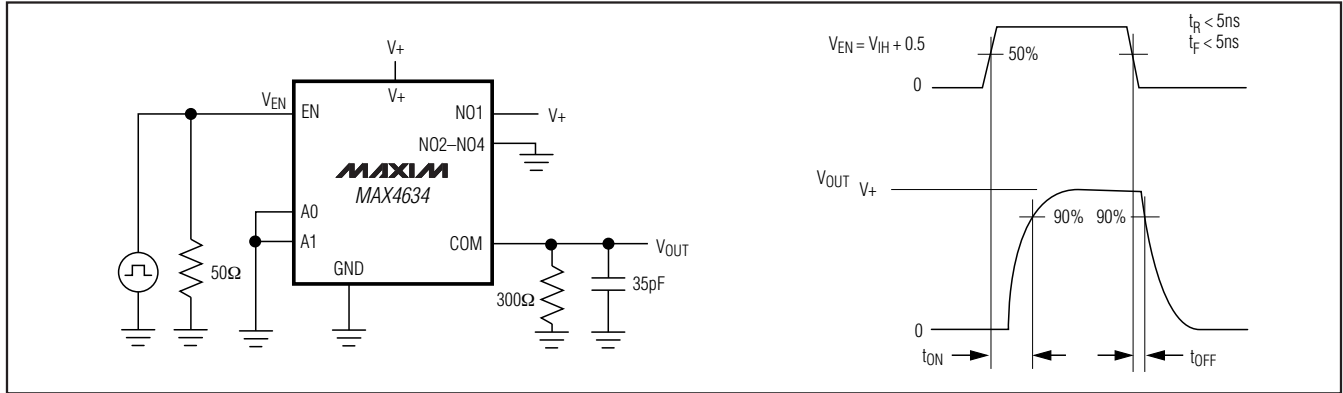 V+
V+
VEN
EN
NO1
V+
NO2–NO4
MAXIM
MAX4634
A0
A1
COM
VOUT
GND
50Ω
300Ω
35pF
tR < 5ns
tF < 5ns
VEN = VIH + 0.5
50%
0
VOUT
V+
90%
90%
0
tON
tOFF